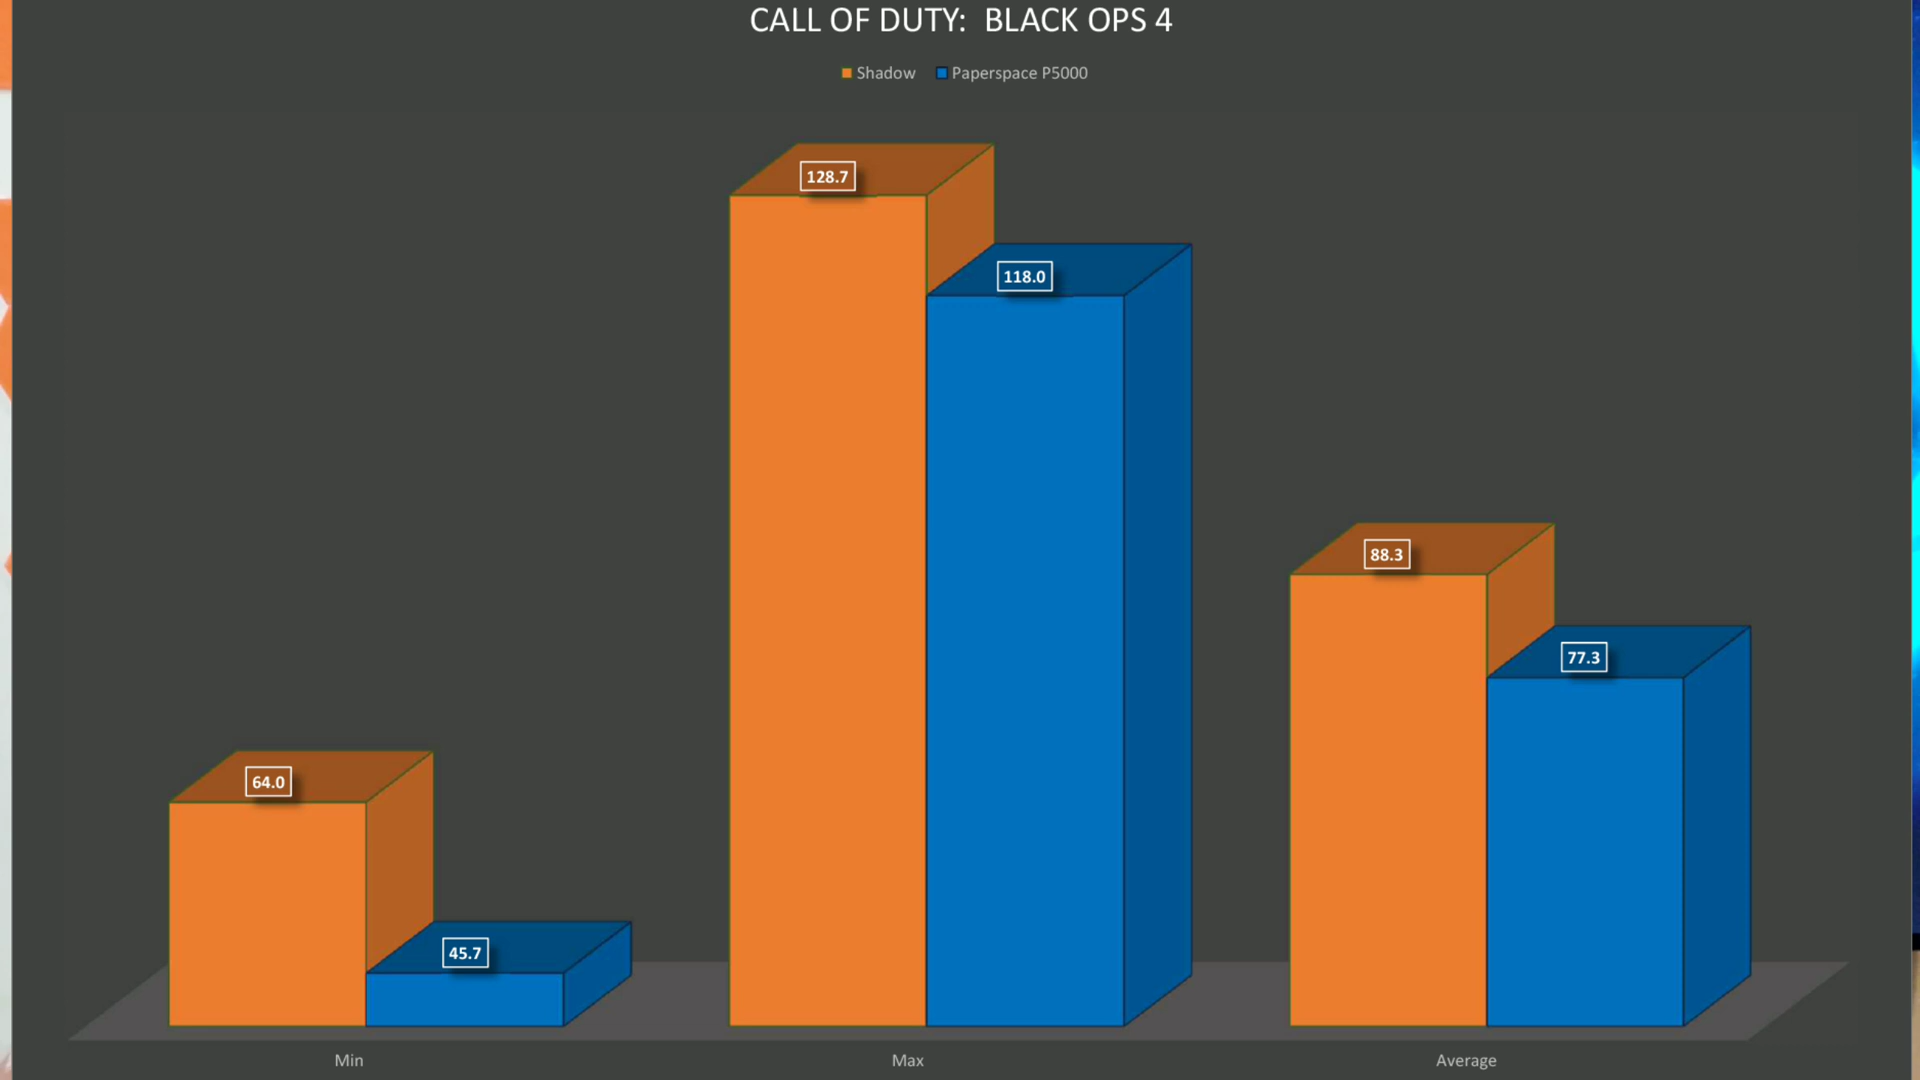 CALL OF DUTY: BLACK OPS 4
Shadow Paperspace P5000
128.7
118.0
88.3
77.3
64.0
45.7
Min Max Average